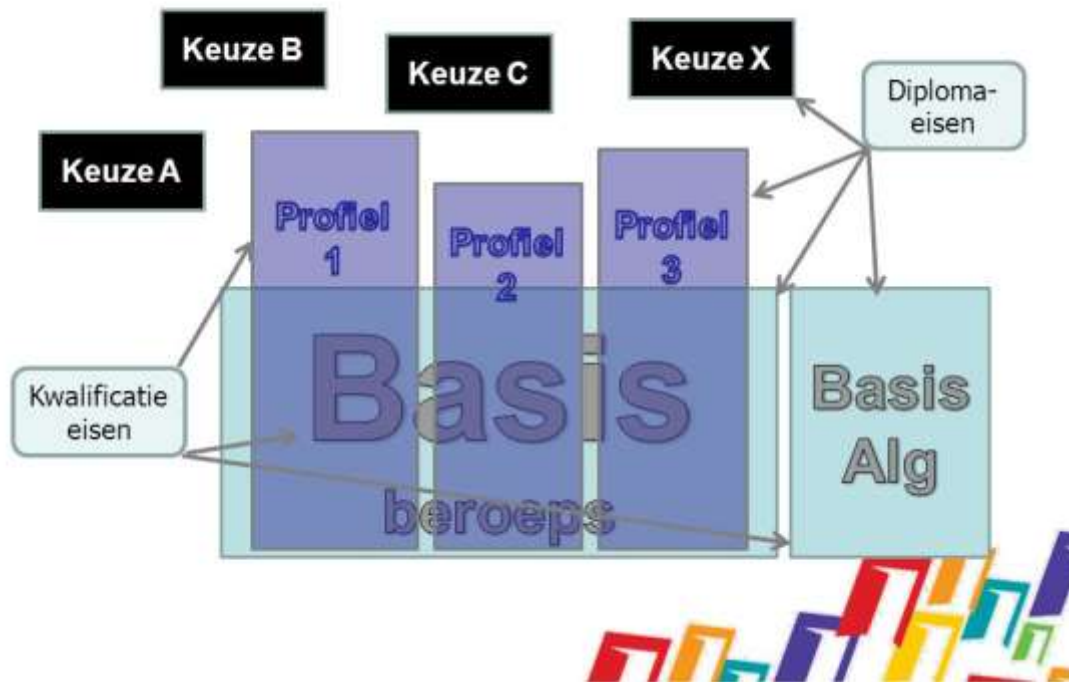 Keuze B
Keuze C
Keuze X
Diploma-
eisen
Keuze A
Profiel
1
Profiel
2
Profiel
3
Kwalificatie
eisen
Basis
beroeps
Basis
Alg